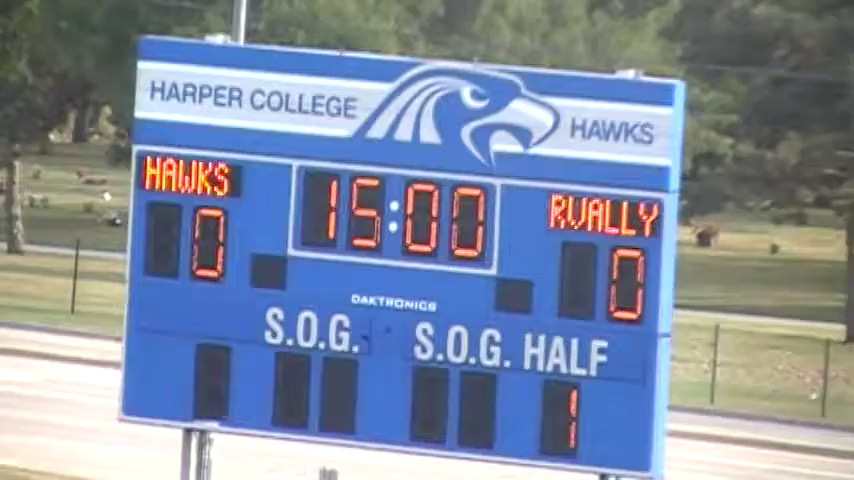 HARPER COLLEGE HAWKS
HAWKS 15:00 RVALLY
0 0
DAKTRONICS
S.O.G. S.O.G. HALF
1